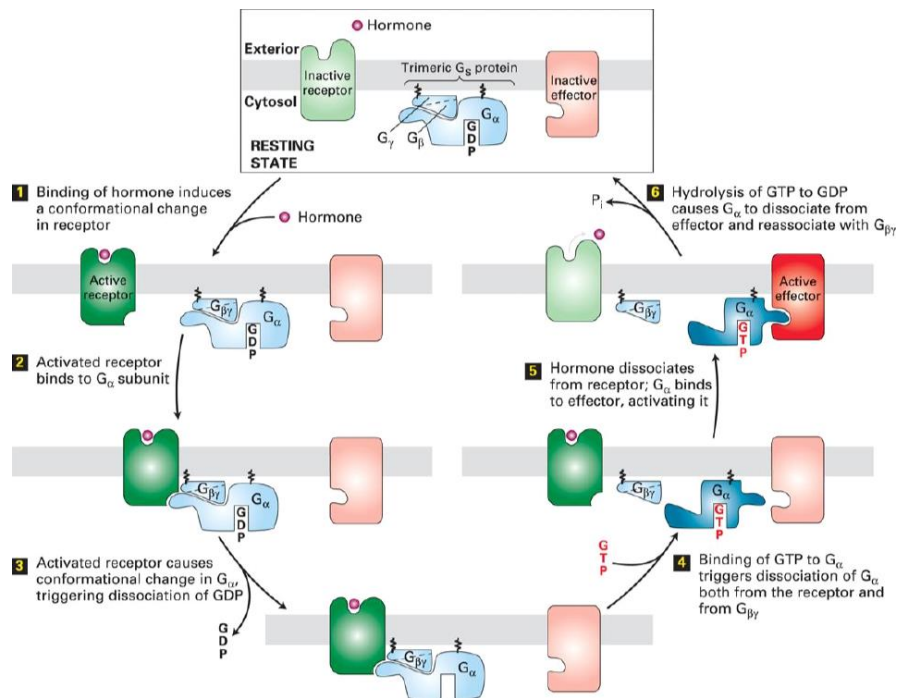 Hormone
Exterior
Inactive
receptor
Trimeric Gs protein
Inactive
effector
Cytosol
Gα
Gγ
Gβ
G
D
P
RESTING
STATE
1 Binding of hormone induces
a conformational change
in receptor
Hormone
Active
receptor
Gβγ
Gα
G
D
P
2 Activated receptor
binds to Gα subunit
Gβγ
Gα
G
D
P
3 Activated receptor causes
conformational change in Gα,
triggering dissociation of GDP
G
D
P
Gβγ
Gα
G
T
P
4 Binding of GTP to Gα
triggers dissociation of Gα
both from the receptor and
from Gβγ
Gβγ
Gα
G
T
P
5 Hormone dissociates
from receptor; Gα binds
to effector, activating it
Gβγ
Gα
G
T
P
Active
effector
Pi
6 Hydrolysis of GTP to GDP
causes Gα to dissociate from
effector and reassociate with Gβγ